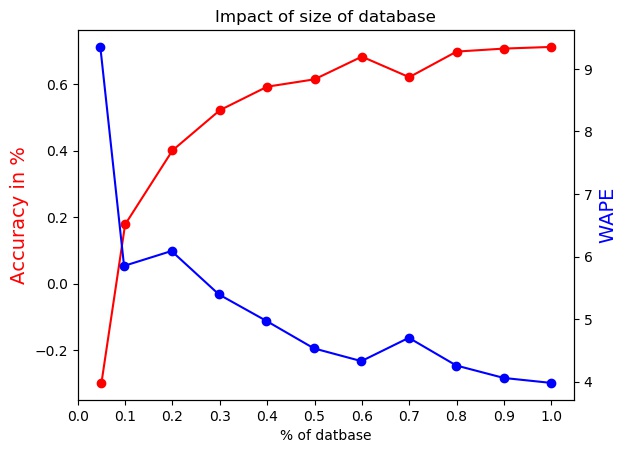 Impact of size of database
Accuracy in %
0.6
0.4
0.2
0.0
−0.2
9
8
7
6
5
4
WAPE
0.0 0.1 0.2 0.3 0.4 0.5 0.6 0.7 0.8 0.9 1.0
% of datbase